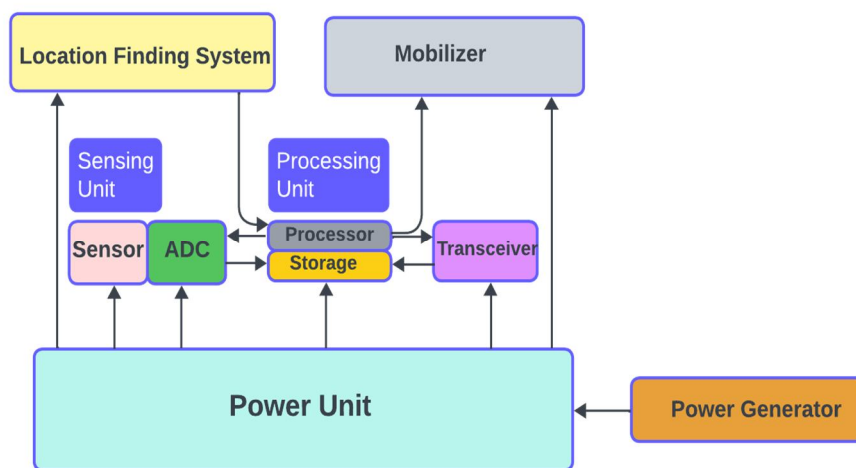 Location Finding System
Mobilizer
Sensing
Unit
Processing
Unit
Sensor
ADC
Processor
Storage
Transceiver
Power Unit
Power Generator